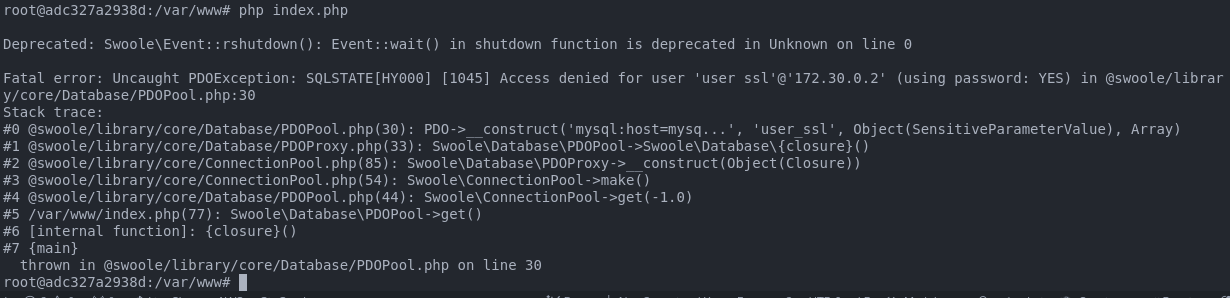 root@adc327a2938d:/var/www# php index.php
Deprecated: Swoole\Event::rshutdown(): Event::wait() in shutdown function is deprecated in Unknown on line 0
Fatal error: Uncaught PDOException: SQLSTATE[HY000] [1045] Access denied for user 'user ssl'@'172.30.0.2' (using password: YES) in @swoole/librar
y/core/Database/PDOPool.php:30
Stack trace:
#0 @swoole/library/core/Database/PDOPool.php(30): PDO->__construct('mysql:host=mysq...', 'user_ssl', Object(SensitiveParameterValue), Array)
#1 @swoole/library/core/Database/PDOProxy.php(33): Swoole\Database\PDOPool->Swoole\Database\{closure}()
#2 @swoole/library/core/ConnectionPool.php(85): Swoole\Database\PDOProxy->__construct(Object(Closure))
#3 @swoole/library/core/ConnectionPool.php(54): Swoole\ConnectionPool->make()
#4 @swoole/library/core/Database/PDOPool.php(44): Swoole\ConnectionPool->get(-1.0)
#5 /var/www/index.php(77): Swoole\Database\PDOPool->get()
#6 [internal function]: {closure}()
#7 {main}
thrown in @swoole/library/core/Database/PDOPool.php on line 30
root@adc327a2938d:/var/www#